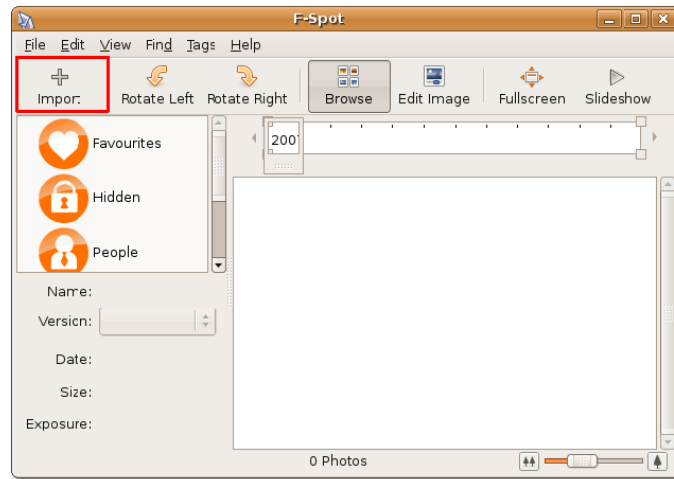 F-Spot
File Edit View Find Tags Help
Import Rotate Left Rotate Right Browse Edit Image Fullscreen Slideshow
Favourites
2007
Hidden
People
Name:
Version:
Date:
Size:
Exposure:
0 Photos